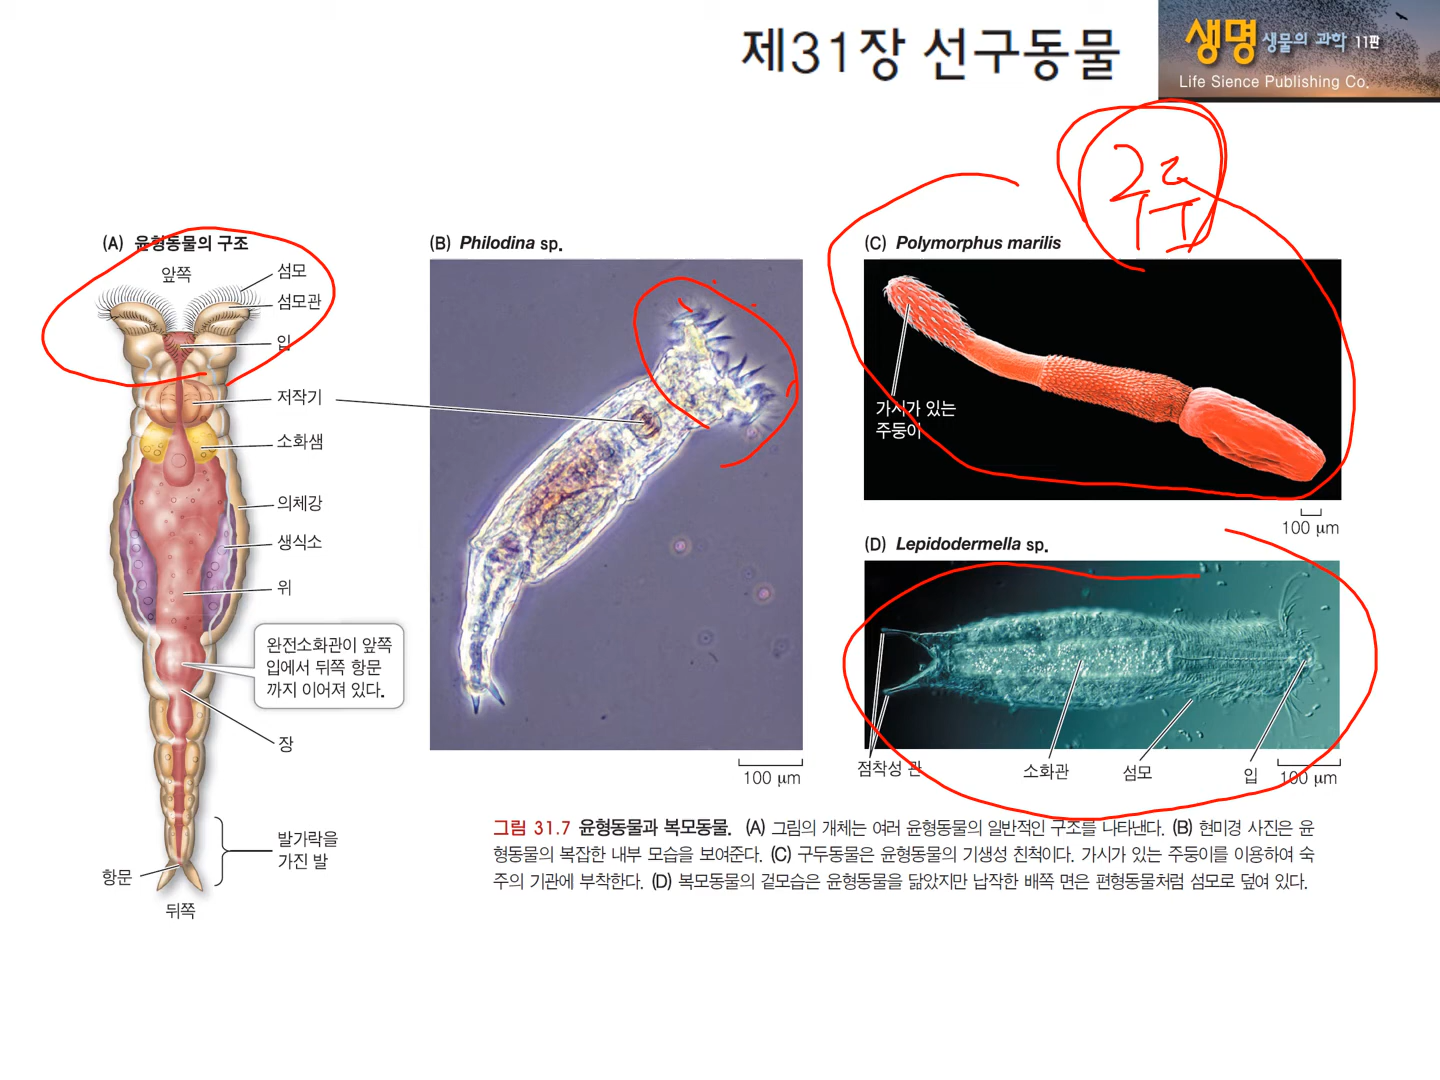 제31장 선구동물
생명 생물의 과학 11판
Life Sience Publishing Co.
(A) 윤형동물의 구조
앞쪽
섬모
섬모관
입
저작기
소화샘
의체강
생식소
위
완전소화관이 앞쪽
입에서 뒤쪽 항문
까지 이어져 있다.
장
발가락을
가진 발
항문
뒤쪽
(B) Philodina sp.
100 μm
(C) Polymorphus marilis
가시가 있는
주둥이
100 μm
(D) Lepidodermella sp.
점착성 관
소화관
섬모
입
100 μm
그림 31.7 윤형동물과 복모동물. (A) 그림의 개체는 여러 윤형동물의 일반적인 구조를 나타낸다. (B) 현미경 사진은 윤
형동물의 복잡한 내부 모습을 보여준다. (C) 구두동물은 윤형동물의 기생성 친척이다. 가시가 있는 주둥이를 이용하여 숙
주의 기관에 부착한다. (D) 복모동물의 겉모습은 윤형동물을 닮았지만 납작한 배쪽 면은 편형동물처럼 섬모로 덮여 있다.